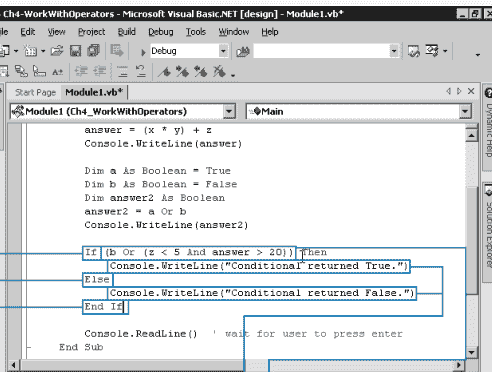 Ch4-WorkWithOperators - Microsoft Visual Basic.NET [design] - Module1.vb*
File Edit View Project Build Debug Tools Window Help
Debug
Start Page Module1.vb*
Module1 (Ch4_WorkWithOperators) Main
Dynamic Help
Solution Explorer
answer = (x * y) + z
Console.WriteLine(answer)
Dim a As Boolean = True
Dim b As Boolean = False
Dim answer2 As Boolean
answer2 = a Or b
Console.WriteLine(answer2)
If (b Or (z < 5 And answer > 20)) Then
Console.WriteLine("Conditional returned True.")
Else
Console.WriteLine("Conditional returned False.")
End If
Console.ReadLine() ' wait for user to press enter
End Sub